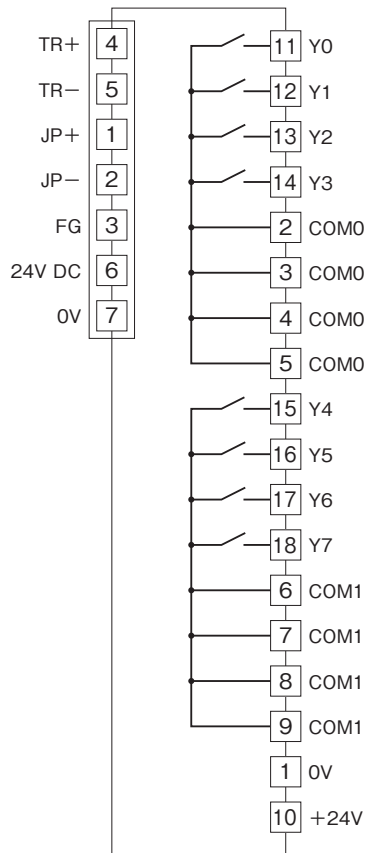 TR+ 4
TR− 5
JP+ 1
JP− 2
FG 3
24V DC 6
0V 7
11 Y0
12 Y1
13 Y2
14 Y3
2 COM0
3 COM0
4 COM0
5 COM0
15 Y4
16 Y5
17 Y6
18 Y7
6 COM1
7 COM1
8 COM1
9 COM1
1 0V
10 +24V